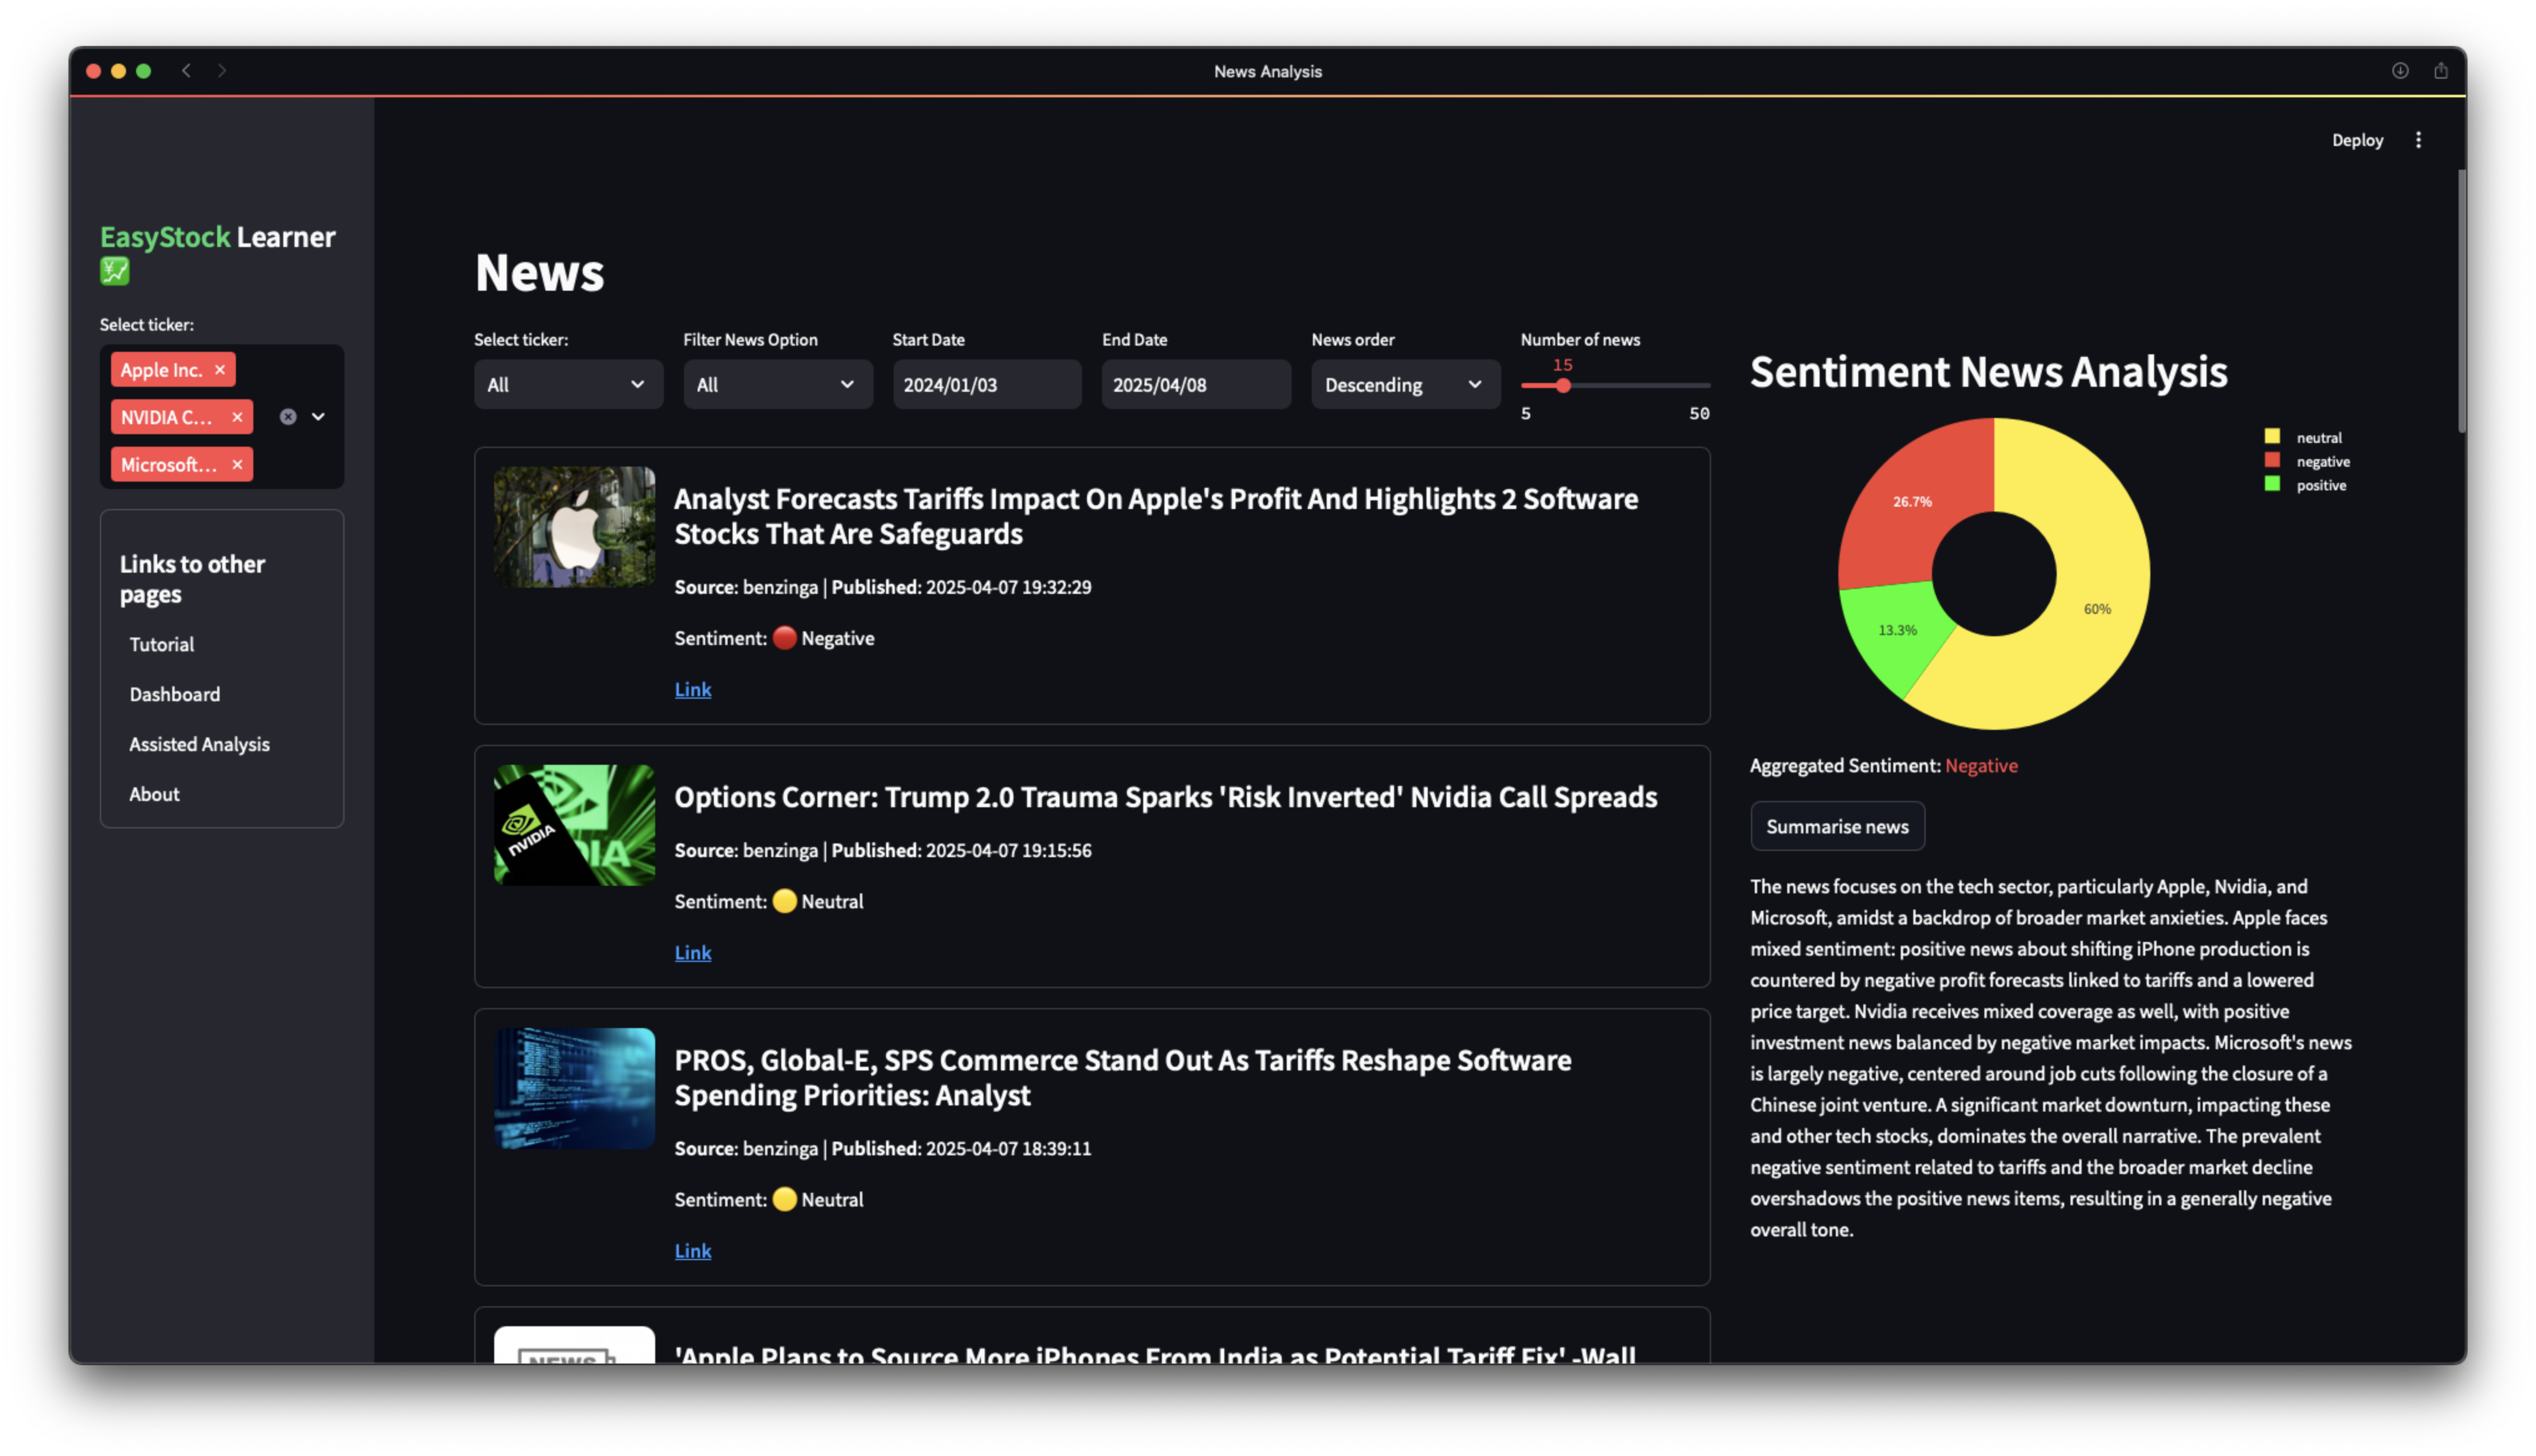 News Analysis
Deploy
EasyStock Learner
Select ticker:
Apple Inc.
NVIDIA C...
Microsoft...
Links to other
pages
Tutorial
Dashboard
Assisted Analysis
About
News
Select ticker:
All
Filter News Option
All
Start Date
2024/01/03
End Date
2025/04/08
News order
Descending
Number of news
15
5
50
Analyst Forecasts Tariffs Impact On Apple's Profit And Highlights 2 Software
Stocks That Are Safeguards
Source: benzinga | Published: 2025-04-07 19:32:29
Sentiment: 🔴 Negative
Link
NVIDIA
Options Corner: Trump 2.0 Trauma Sparks 'Risk Inverted' Nvidia Call Spreads
Source: benzinga | Published: 2025-04-07 19:15:56
Sentiment: 🟡 Neutral
Link
PROS, Global-E, SPS Commerce Stand Out As Tariffs Reshape Software
Spending Priorities: Analyst
Source: benzinga | Published: 2025-04-07 18:39:11
Sentiment: 🟡 Neutral
Link
NEWS
'Apple Plans to Source More iPhones From India as Potential Tariff Fix' -Wall
Sentiment News Analysis
neutral
negative
positive
26.7%
60%
13.3%
Aggregated Sentiment: Negative
Summarise news
The news focuses on the tech sector, particularly Apple, Nvidia, and
Microsoft, amidst a backdrop of broader market anxieties. Apple faces
mixed sentiment: positive news about shifting iPhone production is
countered by negative profit forecasts linked to tariffs and a lowered
price target. Nvidia receives mixed coverage as well, with positive
investment news balanced by negative market impacts. Microsoft's news
is largely negative, centered around job cuts following the closure of a
Chinese joint venture. A significant market downturn, impacting these
and other tech stocks, dominates the overall narrative. The prevalent
negative sentiment related to tariffs and the broader market decline
overshadows the positive news items, resulting in a generally negative
overall tone.